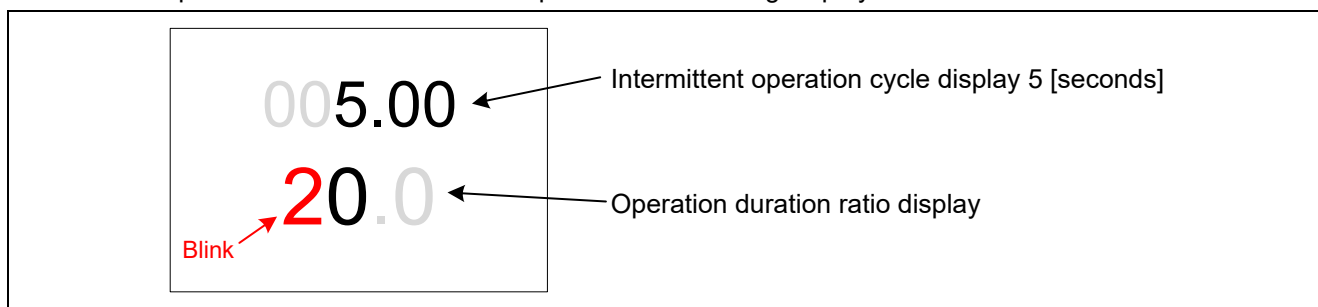 005.00
Intermittent operation cycle display 5 [seconds]
20.0
Operation duration ratio display
Blink